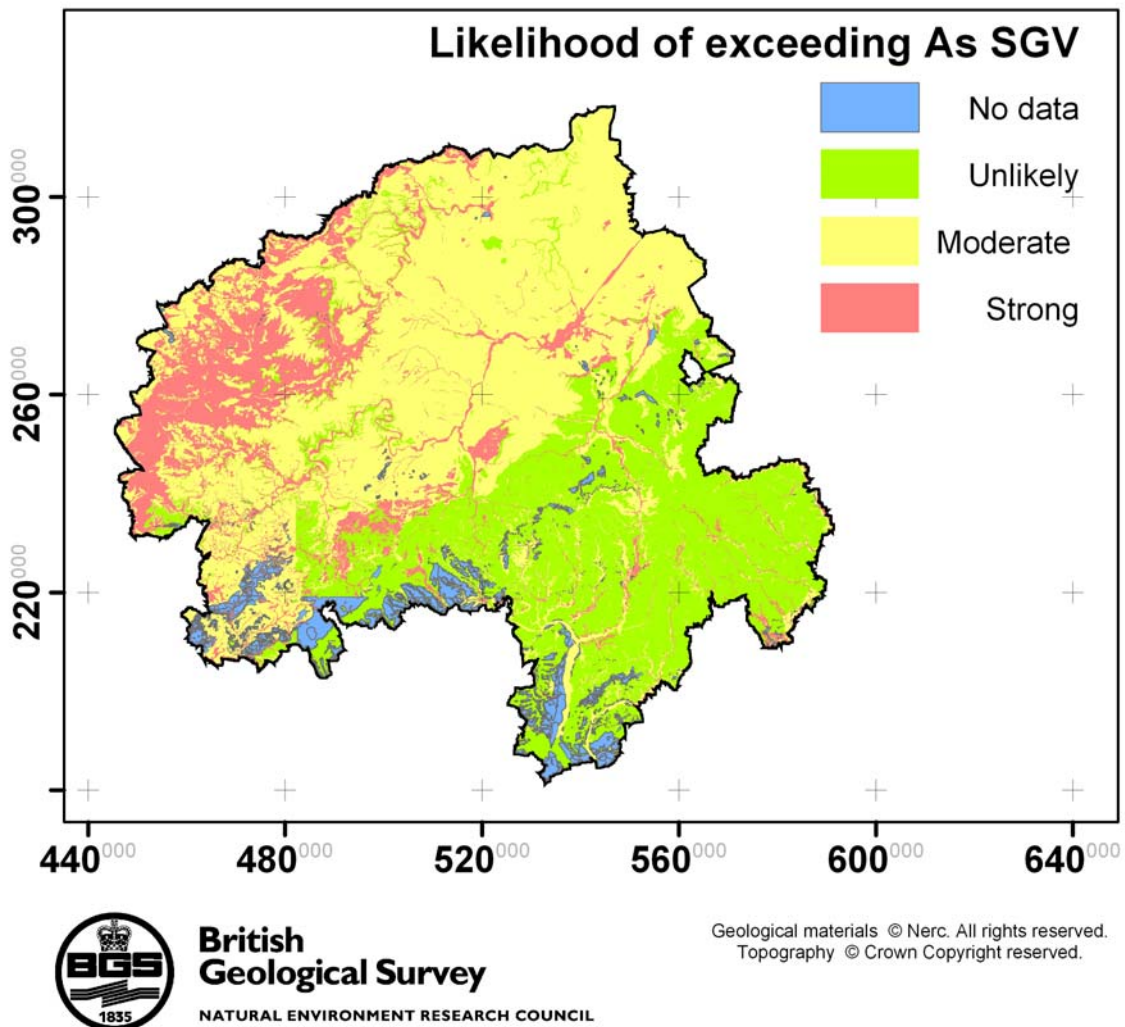 Likelihood of exceeding As SGV
No data
Unlikely
Moderate
Strong
300000
260000
220000
440000
480000
520000
560000
600000
640000
BGS
1835
British
Geological Survey
NATURAL ENVIRONMENT RESEARCH COUNCIL
Geological materials © Nerc. All rights reserved.
Topography © Crown Copyright reserved.